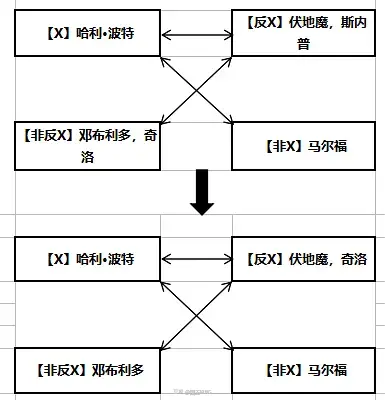 【X】哈利·波特
【反X】伏地魔，斯内
普
【非反X】邓布利多，奇
洛
【非X】马尔福
【X】哈利·波特
【反X】伏地魔，奇洛
【非反X】邓布利多
【非X】马尔福